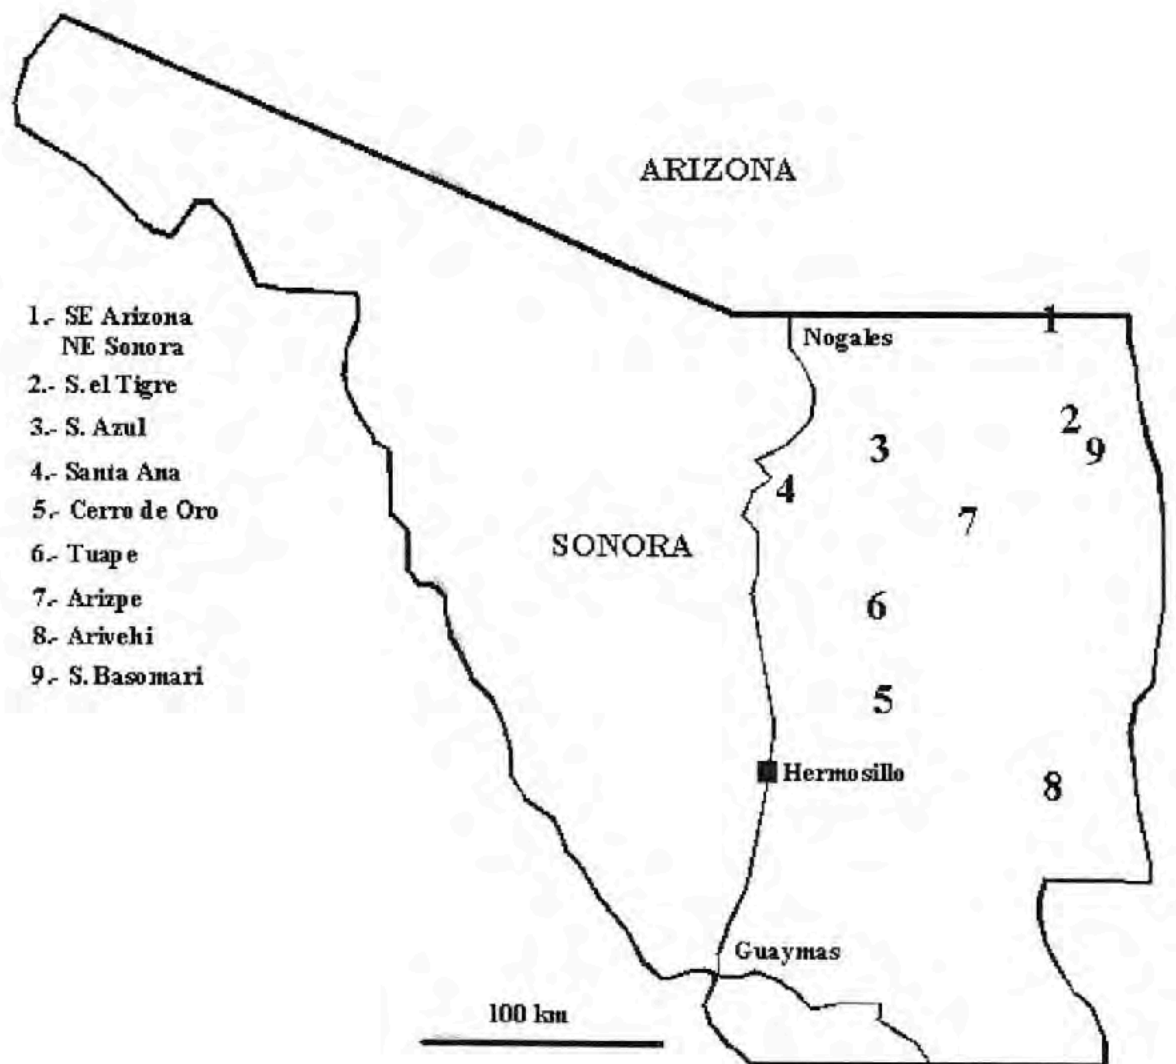 ARIZONA
1.- SE Arizona
NE Sonora
2.- S. el Tigre
3.- S. Azul
4.- Santa Ana
5.- Cerro de Oro
6.- Tuape
7.- Arizpe
8.- Arivehi
9.- S. Basomari
1
Nogales
2
3
9
4
7
SONORA
6
5
Hermosillo
8
Guaymas
100 km